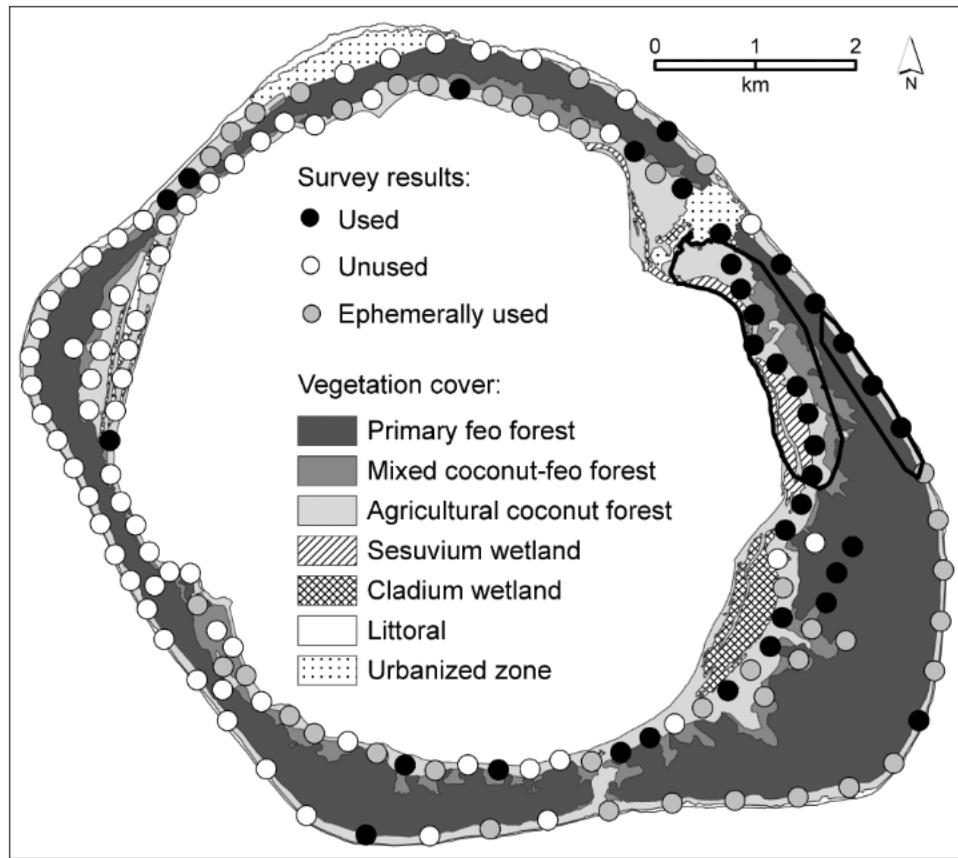 0 1 2
km
N
Survey results:
Used
Unused
Ephemerally used
Vegetation cover:
Primary feo forest
Mixed coconut-feo forest
Agricultural coconut forest
Sesuvium wetland
Cladium wetland
Littoral
Urbanized zone